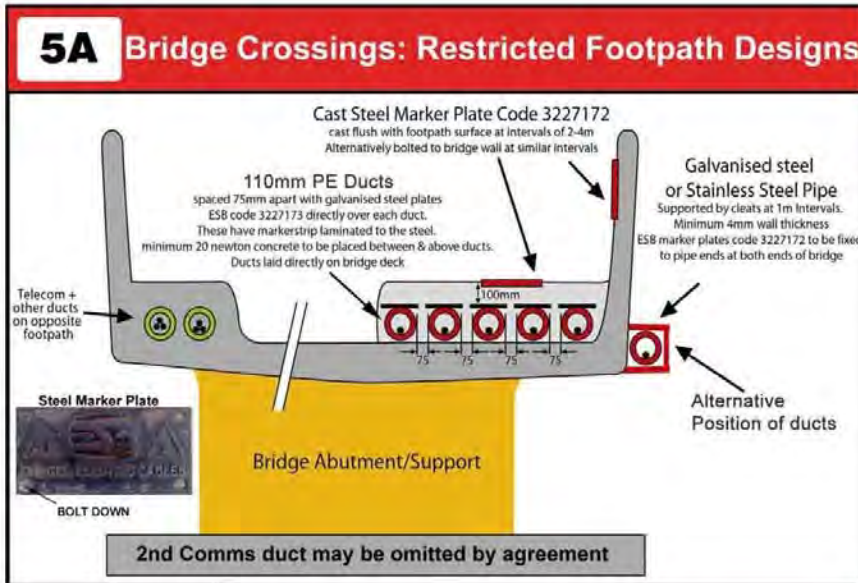 5A Bridge Crossings: Restricted Footpath Designs
Cast Steel Marker Plate Code 3227172
cast flush with footpath surface at intervals of 2-4m
Alternatively bolted to bridge wall at similar intervals
110mm PE Ducts
spaced 75mm apart with galvanised steel plates
ESB code 3227173 directly over each duct.
These have markerstrip laminated to the steel.
minimum 20 newton concrete to be placed between & above ducts.
Ducts laid directly on bridge deck
Galvanised steel
or Stainless Steel Pipe
Supported by cleats at 1m Intervals.
Minimum 4mm wall thickness
ESB marker plates code 3227172 to be fixed
to pipe ends at both ends of bridge
Telecom +
other ducts
on opposite
footpath
100mm
75 75 75 75
Alternative
Position of ducts
Steel Marker Plate
BOLT DOWN
Bridge Abutment/Support
2nd Comms duct may be omitted by agreement